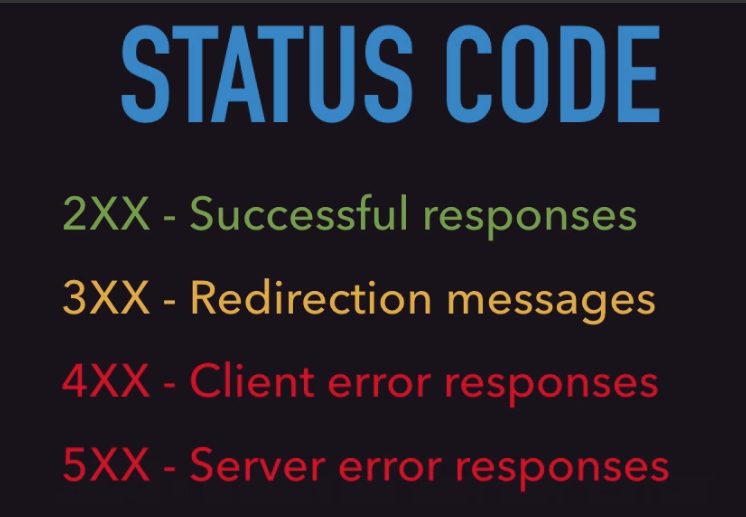 STATUS CODE
2XX - Successful responses
3XX - Redirection messages
4XX - Client error responses
5XX - Server error responses